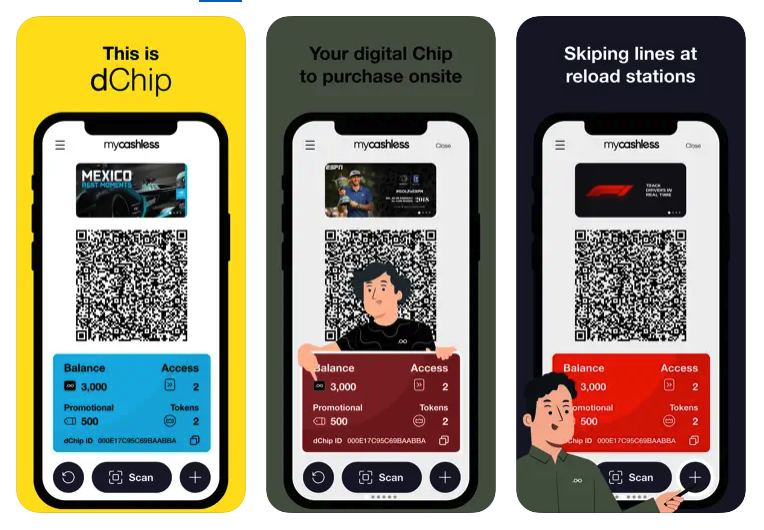 This is
dChip
mycashless
MEXICO
BEST MOMENTS
Balance Access
3,000 2
Promotional Tokens
500 2
dChip ID 000E17C95C69BAABBA
Scan
Your digital Chip
to purchase onsite
mycashless Close
ESPN
2018
Balance Access
3,000 2
Promotional Tokens
500 2
dChip ID 000E17C95C69BAABBA
Scan
Skiping lines at
reload stations
mycashless Close
F1
TRACK
DRIVERS IN
REAL TIME
Balance Access
3,000 2
Promotional Tokens
500 2
dChip ID 000E17C95C69BAABBA
Scan